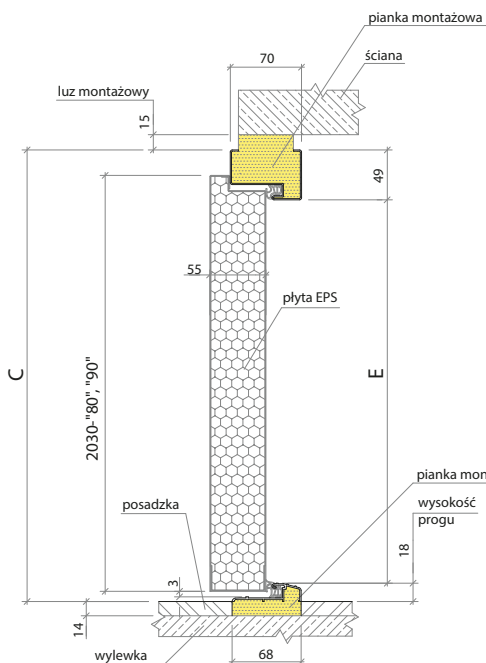 pianka montażowa
70
ściana
luz montażowy
15
49
55
płyta EPS
C
2030-"80","90"
E
pianka mon
posadzka
wysokość
progu
3
18
14
wylewka
68